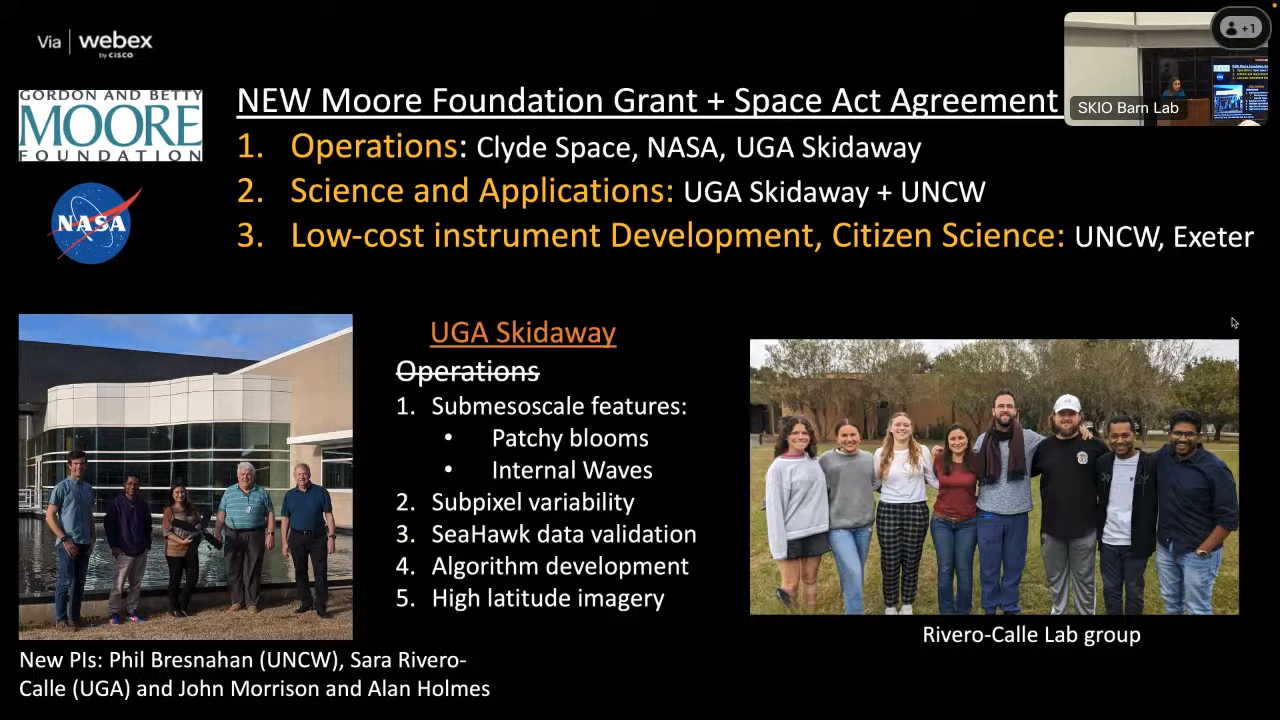 Via | webex
by CISCO
+1
SKIO Barn Lab
GORDON AND BETTY
MOORE
FOUNDATION
NASA
NEW Moore Foundation Grant + Space Act Agreement
1. Operations: Clyde Space, NASA, UGA Skidaway
2. Science and Applications: UGA Skidaway + UNCW
3. Low-cost instrument Development, Citizen Science: UNCW, Exeter
UGA Skidaway
Operations
1. Submesoscale features:
• Patchy blooms
• Internal Waves
2. Subpixel variability
3. SeaHawk data validation
4. Algorithm development
5. High latitude imagery
New PIs: Phil Bresnahan (UNCW), Sara Rivero-
Calle (UGA) and John Morrison and Alan Holmes
Rivero-Calle Lab group